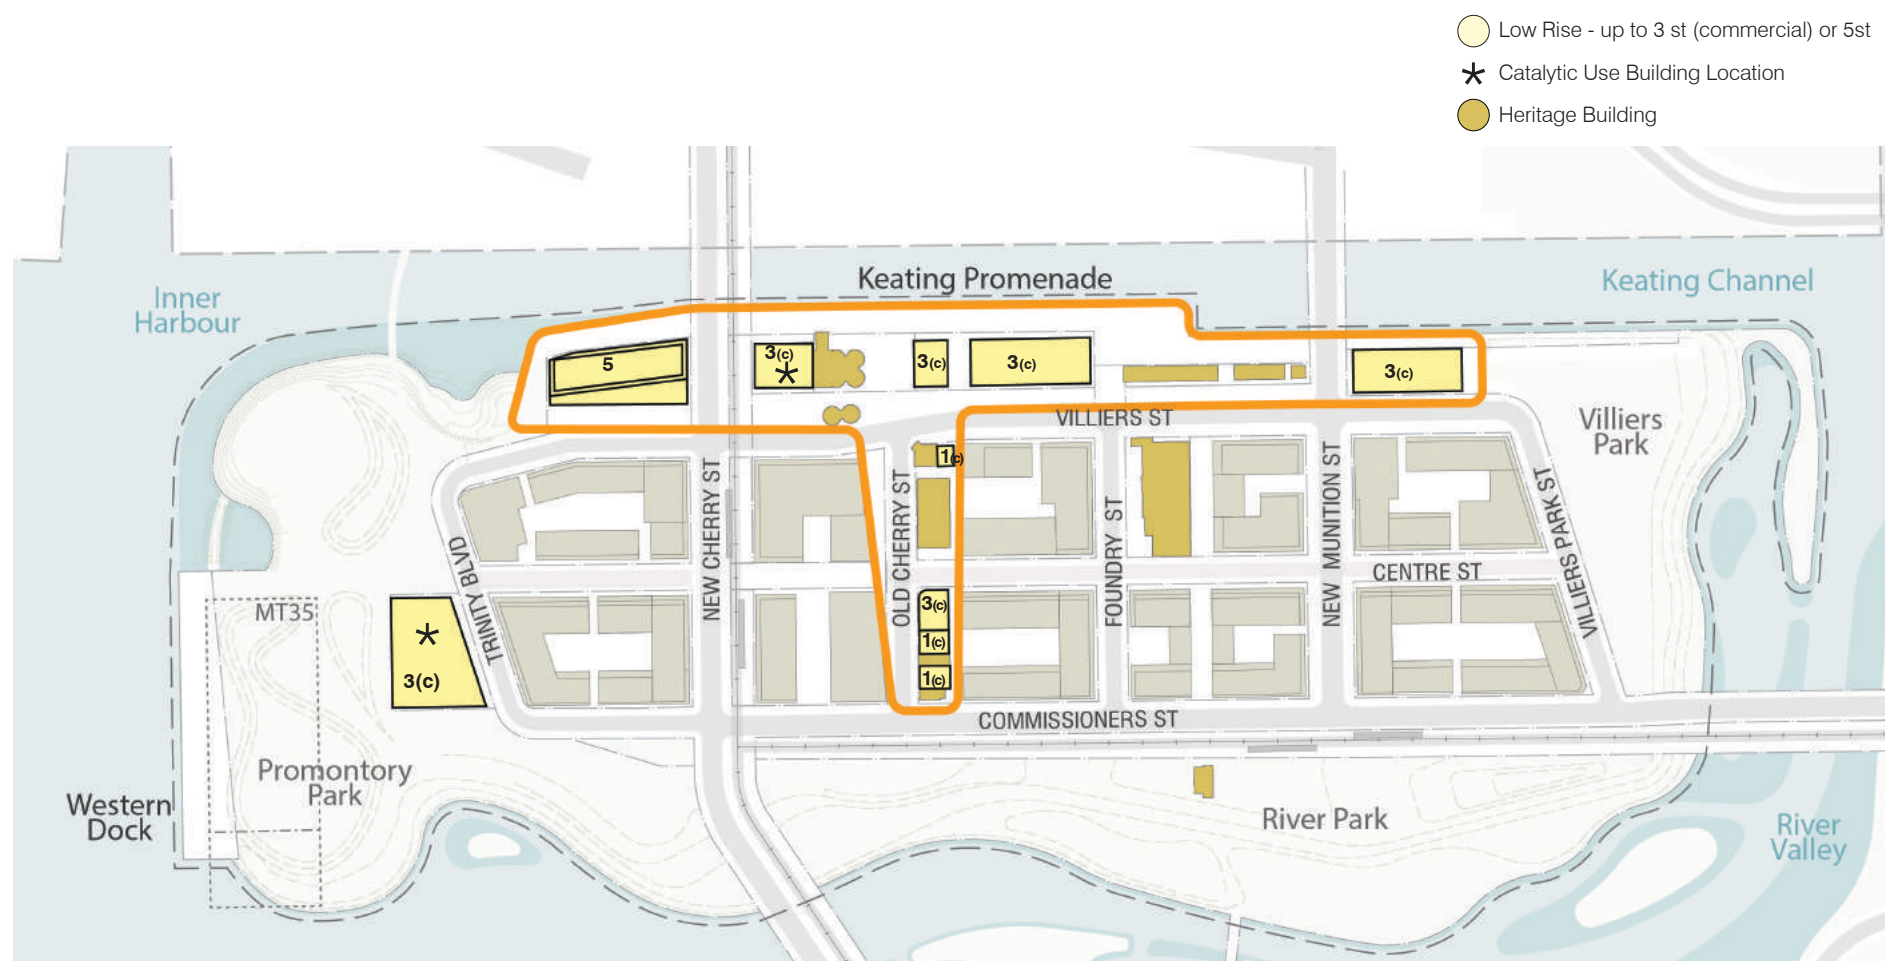 Low Rise - up to 3 st (commercial) or 5st
Catalytic Use Building Location
Heritage Building
Keating Promenade
Keating Channel
Inner
Harbour
5
3(c)
3(c)
3(c)
3(c)
VILLIERS ST
Villiers
Park
1(c)
NEW CHERRY ST
OLD CHERRY ST
FOUNDRY ST
NEW MUNITION ST
VILLIERS PARK ST
TRINITY BLVD
CENTRE ST
MT35
3(c)
3(c)
1(c)
1(c)
COMMISSIONERS ST
Promontory
Park
Western
Dock
River Park
River
Valley